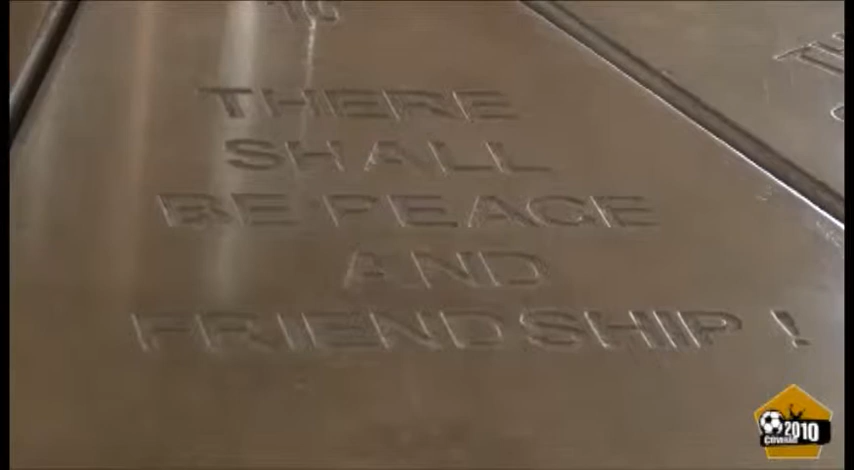 THERE
SHALL
BE PEACE
AND
FRIENDSHIP!
2010